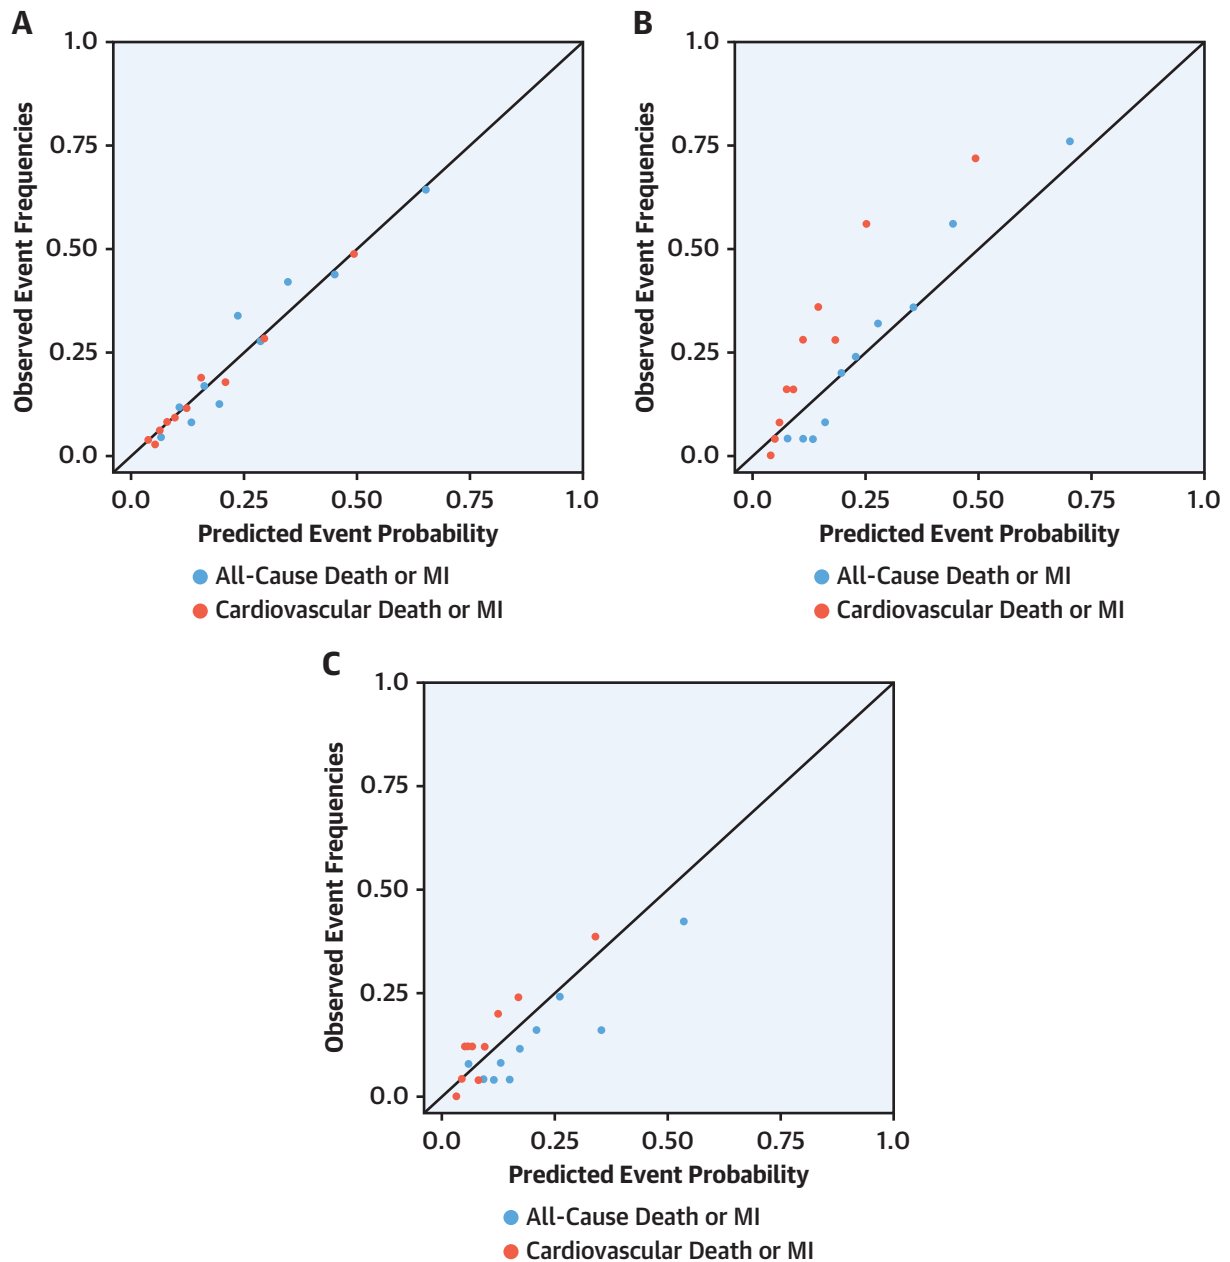 A
1.0
0.75
0.50
0.25
0.0
Observed Event Frequencies
0.0 0.25 0.50 0.75 1.0
Predicted Event Probability
All-Cause Death or MI
Cardiovascular Death or MI
B
1.0
0.75
0.50
0.25
0.0
Observed Event Frequencies
0.0 0.25 0.50 0.75 1.0
Predicted Event Probability
All-Cause Death or MI
Cardiovascular Death or MI
C
1.0
0.75
0.50
0.25
0.0
Observed Event Frequencies
0.0 0.25 0.50 0.75 1.0
Predicted Event Probability
All-Cause Death or MI
Cardiovascular Death or MI